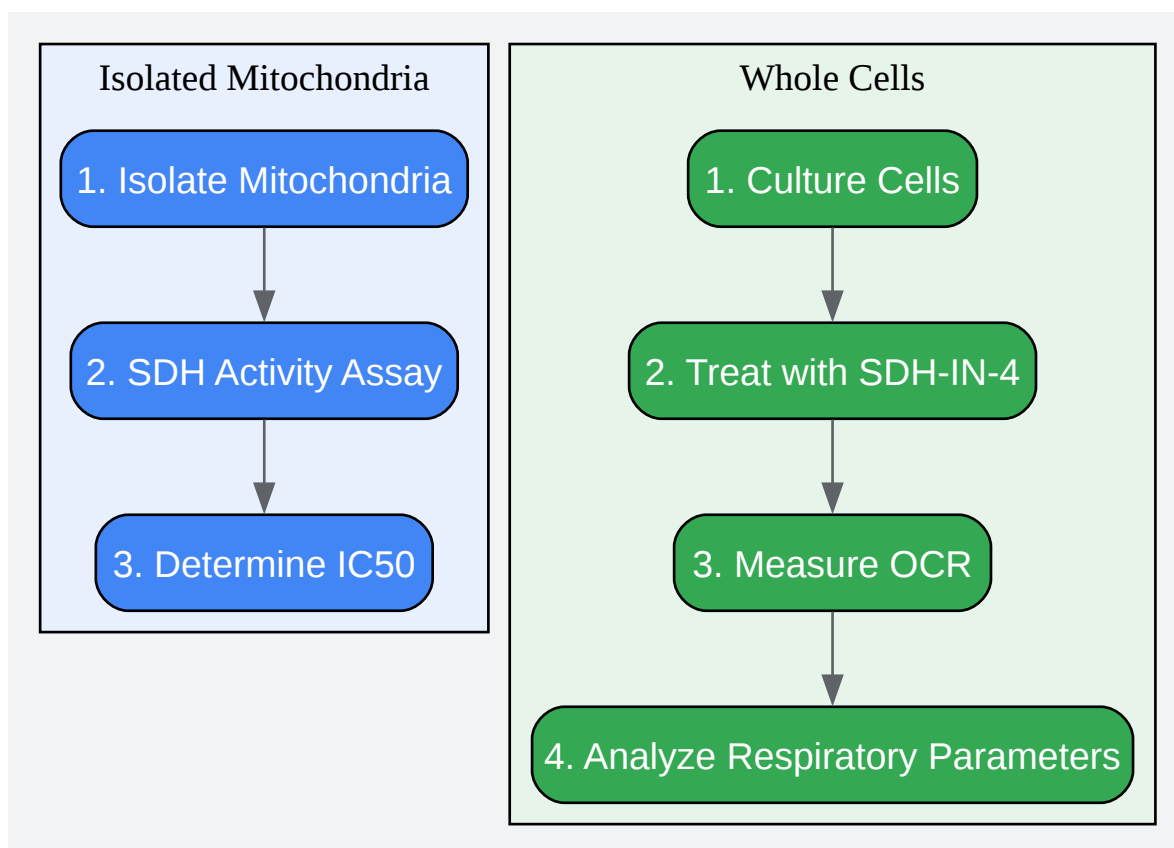 Isolated Mitochondria
1. Isolate Mitochondria
2. SDH Activity Assay
3. Determine IC50
Whole Cells
1. Culture Cells
2. Treat with SDH-IN-4
3. Measure OCR
4. Analyze Respiratory Parameters